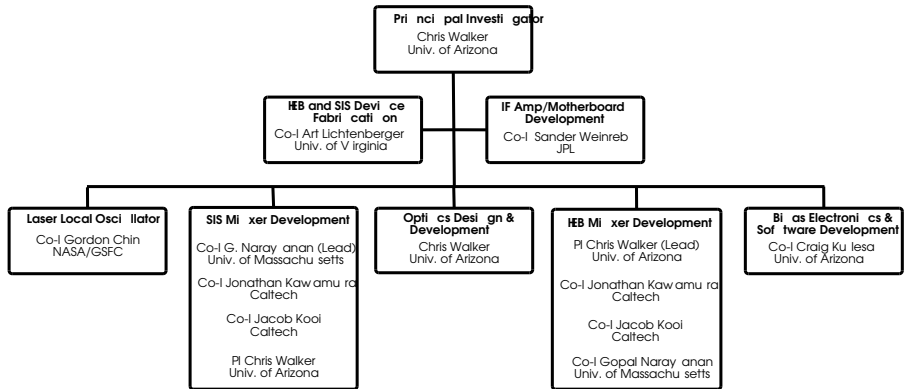 Principal Investigator
Chris Walker
Univ. of Arizona
HEB and SIS Device
Fabrication
Co-I Art Lichtenberger
Univ. of Virginia
IF Amp/Motherboard
Development
Co-I Sander Weinreb
JPL
Laser Local Oscillator
Co-I Gordon Chin
NASA/GSFC
SIS Mixer Development
Co-I G. Narayanan (Lead)
Univ. of Massachusetts
Co-I Jonathan Kawamura
Caltech
Co-I Jacob Kooi
Caltech
PI Chris Walker
Univ. of Arizona
Optics Design &
Development
Chris Walker
Univ. of Arizona
HEB Mixer Development
PI Chris Walker (Lead)
Univ. of Arizona
Co-I Jonathan Kawamura
Caltech
Co-I Jacob Kooi
Caltech
Co-I Gopal Narayanan
Univ. of Massachusetts
Bias Electronics &
Software Development
Co-I Craig Kulesa
Univ. of Arizona